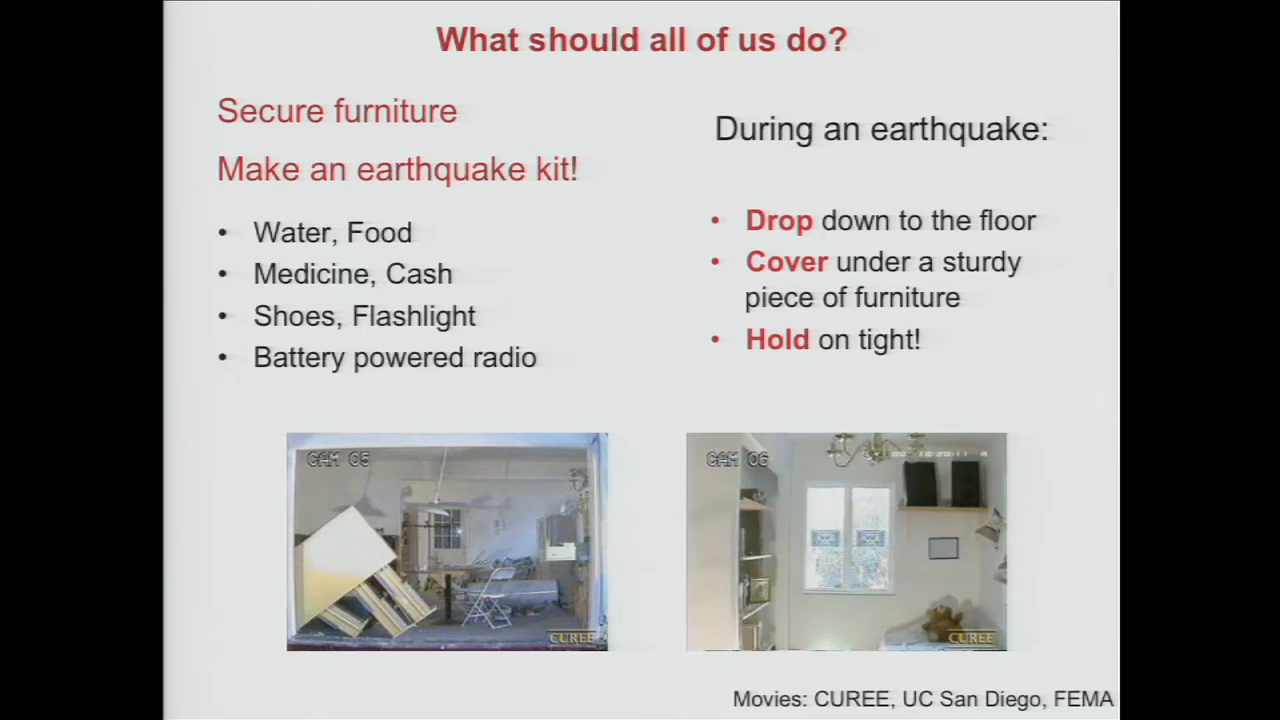 What should all of us do?
Secure furniture
Make an earthquake kit!
• Water, Food
• Medicine, Cash
• Shoes, Flashlight
• Battery powered radio
During an earthquake:
• Drop down to the floor
• Cover under a sturdy
piece of furniture
• Hold on tight!
CAM 05
CUREE
CAM 06
CUREE
Movies: CUREE, UC San Diego, FEMA